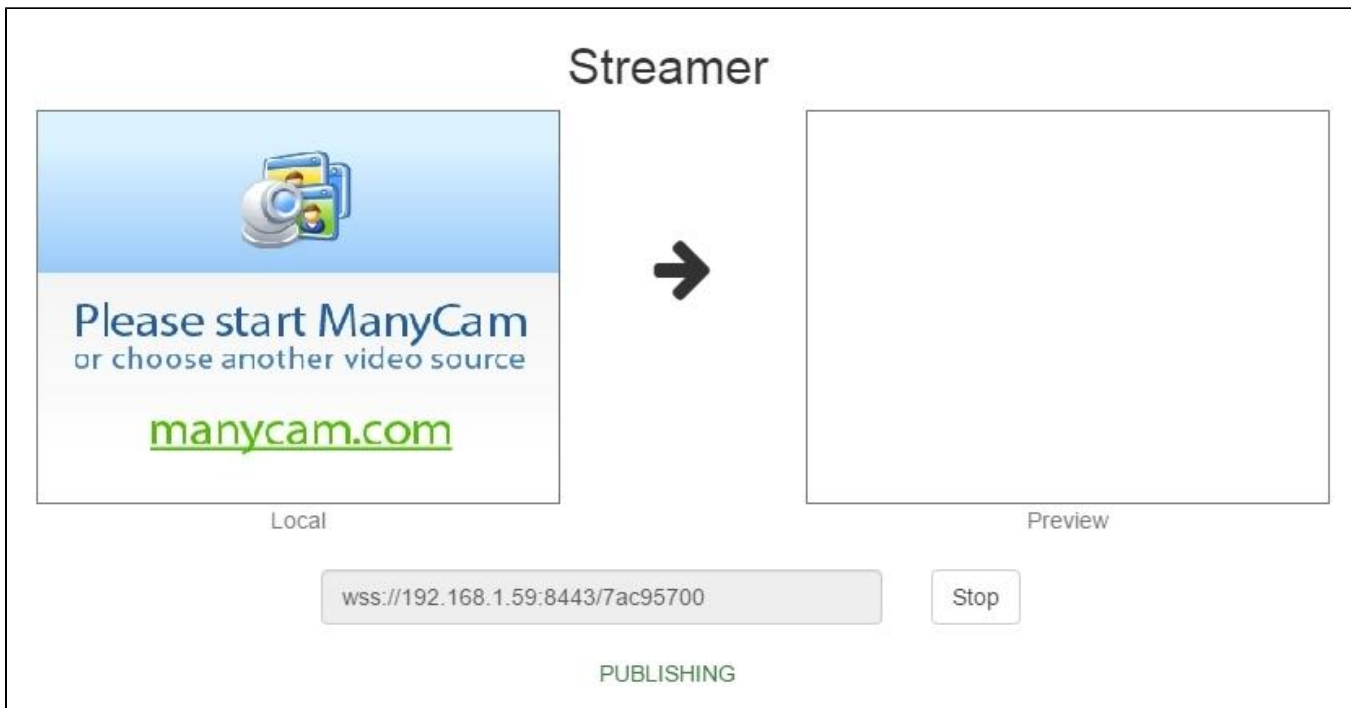 Streamer
Please start ManyCam
or choose another video source
manycam.com
Local
Preview
wss://192.168.1.59:8443/7ac95700
Stop
PUBLISHING